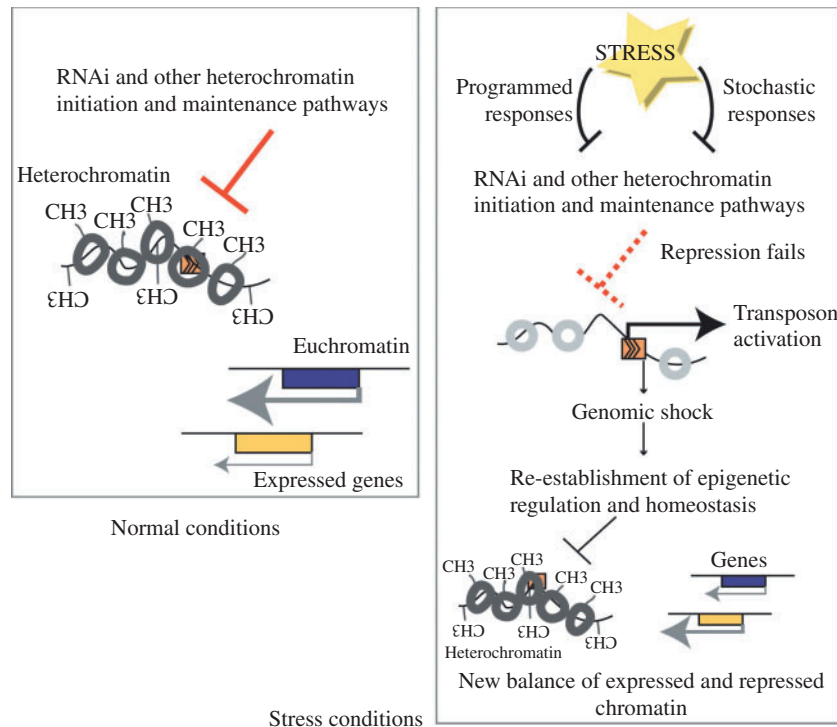 RNAi and other heterochromatin
initiation and maintenance pathways
Heterochromatin
CH3
CH3
CH3
CH3
CH3
CH3
CH3
CH3
Euchromatin
Expressed genes
Normal conditions
STRESS
Programmed
responses
Stochastic
responses
RNAi and other heterochromatin
initiation and maintenance pathways
Repression fails
Transposon
activation
Genomic shock
Re-establishment of epigenetic
regulation and homeostasis
CH3
CH3
CH3
CH3
CH3
CH3
CH3
CH3
Heterochromatin
Genes
New balance of expressed and repressed
chromatin
Stress conditions